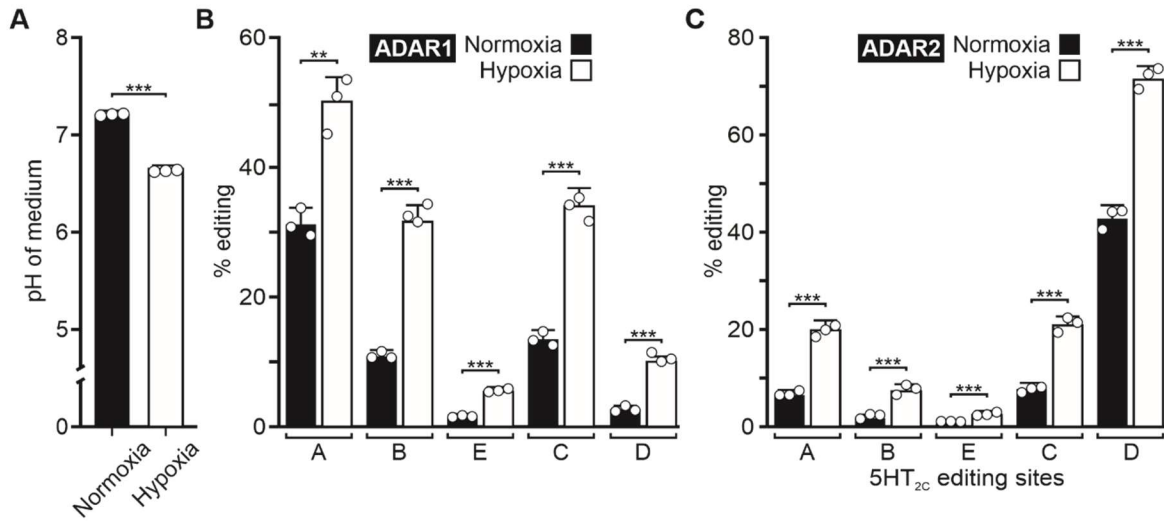 A
pH of medium
8
7
6
5
0
***
Normoxia
Hypoxia
B
% editing
60
40
20
0
ADAR1 Normoxia
Hypoxia
**
***
***
***
***
A B E C D
C
% editing
80
60
40
20
0
ADAR2 Normoxia
Hypoxia
***
***
***
***
***
A B E C D
5HT2C editing sites